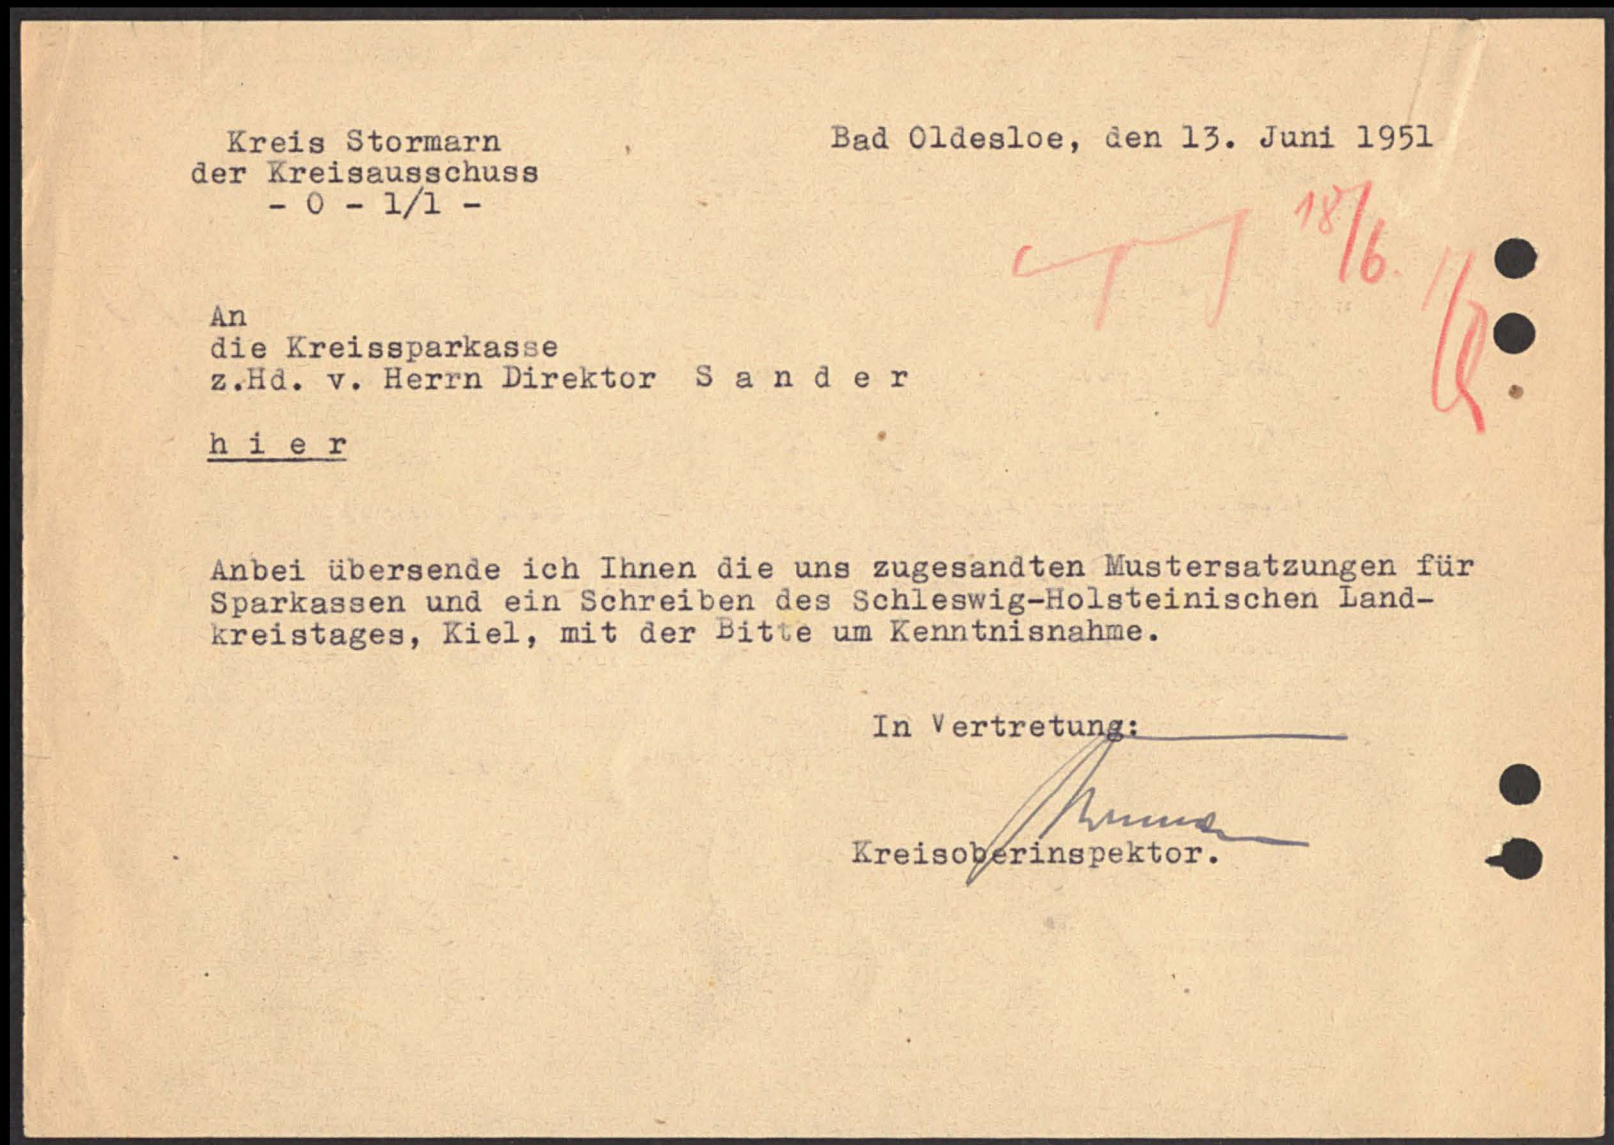 Kreis Stormarn
der Kreisausschuss
- O - 1/1 -
Bad Oldesloe, den 13. Juni 1951
18/6.
An
die Kreissparkasse
z.Hd. v. Herrn Direktor S a n d e r
h i e r
Anbei übersende ich Ihnen die uns zugesandten Mustersatzungen für
Sparkassen und ein Schreiben des Schleswig-Holsteinischen Land-
kreistages, Kiel, mit der Bitte um Kenntnisnahme.
In Vertretung:
Kreisoberinspektor.